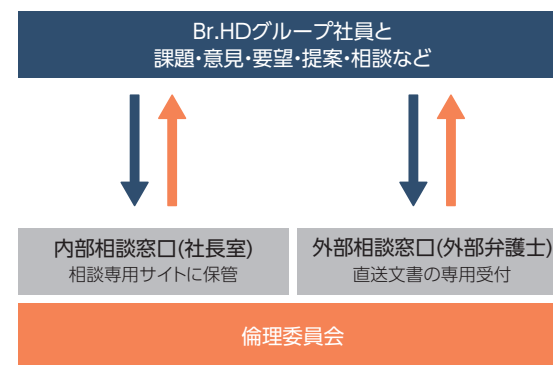 Br.HDグループ社員と
課題・意見・要望・提案・相談など
内部相談窓口(社長室)
相談専用サイトに保管
外部相談窓口(外部弁護士)
直送文書の専用受付
倫理委員会